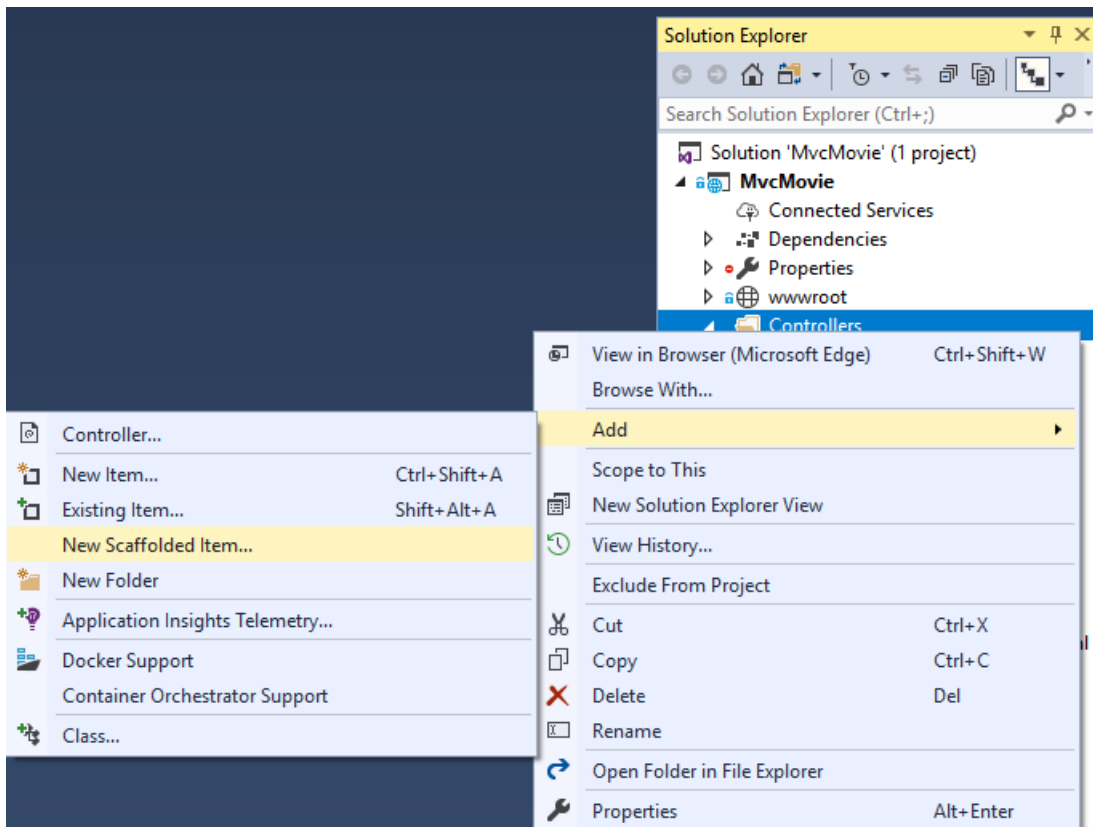 Solution Explorer
Search Solution Explorer (Ctrl+;)
Solution 'MvcMovie' (1 project)
MvcMovie
Connected Services
Dependencies
Properties
wwwroot
Controllers
View in Browser (Microsoft Edge) Ctrl+Shift+W
Browse With...
Add
Scope to This
New Solution Explorer View
View History...
Exclude From Project
Cut Ctrl+X
Copy Ctrl+C
Delete Del
Rename
Open Folder in File Explorer
Properties Alt+Enter
Controller...
New Item... Ctrl+Shift+A
Existing Item... Shift+Alt+A
New Scaffolded Item...
New Folder
Application Insights Telemetry...
Docker Support
Container Orchestrator Support
Class...